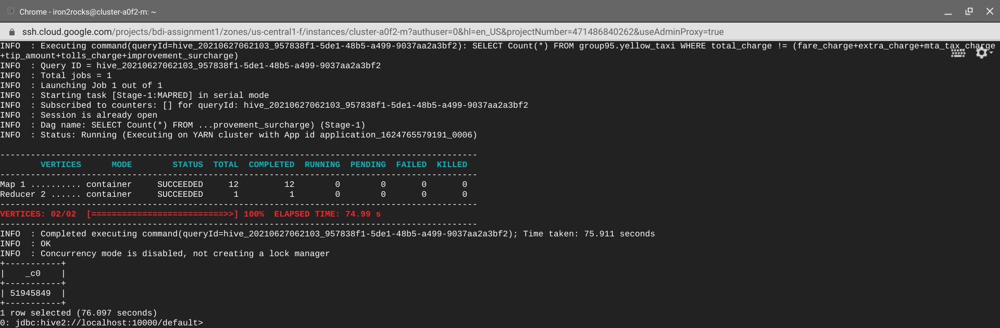 Chrome - iron2rocks@cluster-a0f2-m: ~
ssh.cloud.google.com/projects/bdi-assignment1/zones/us-central1-f/instances/cluster-a0f2-m?authuser=0&hl=en_US&projectNumber=471486840262&useAdminProxy=true
INFO  : Executing command(queryId=hive_20210627062103_957838f1-5de1-48b5-a499-9037aa2a3bf2): SELECT Count(*) FROM group95.yellow_taxi WHERE total_charge != (fare_charge+extra_charge+mta_tax_charge
+tip_amount+tolls_charge+improvement_surcharge)
INFO  : Query ID = hive_20210627062103_957838f1-5de1-48b5-a499-9037aa2a3bf2
INFO  : Total jobs = 1
INFO  : Launching Job 1 out of 1
INFO  : Starting task [Stage-1:MAPRED] in serial mode
INFO  : Subscribed to counters: [] for queryId: hive_20210627062103_957838f1-5de1-48b5-a499-9037aa2a3bf2
INFO  : Session is already open
INFO  : Dag name: SELECT Count(*) FROM ...provement_surcharge) (Stage-1)
INFO  : Status: Running (Executing on YARN cluster with App id application_1624765579191_0006)
----------------------------------------------------------------------------------------------
        VERTICES      MODE        STATUS  TOTAL  COMPLETED  RUNNING  PENDING  FAILED  KILLED
----------------------------------------------------------------------------------------------
Map 1 .......... container     SUCCEEDED     12         12        0        0       0       0
Reducer 2 ...... container     SUCCEEDED      1          1        0        0       0       0
----------------------------------------------------------------------------------------------
VERTICES: 02/02  [==========================>>] 100%  ELAPSED TIME: 74.99 s
----------------------------------------------------------------------------------------------
INFO  : Completed executing command(queryId=hive_20210627062103_957838f1-5de1-48b5-a499-9037aa2a3bf2); Time taken: 75.911 seconds
INFO  : OK
INFO  : Concurrency mode is disabled, not creating a lock manager
+-----------+
|    _c0    |
+-----------+
| 51945849  |
+-----------+
1 row selected (76.097 seconds)
0: jdbc:hive2://localhost:10000/default>